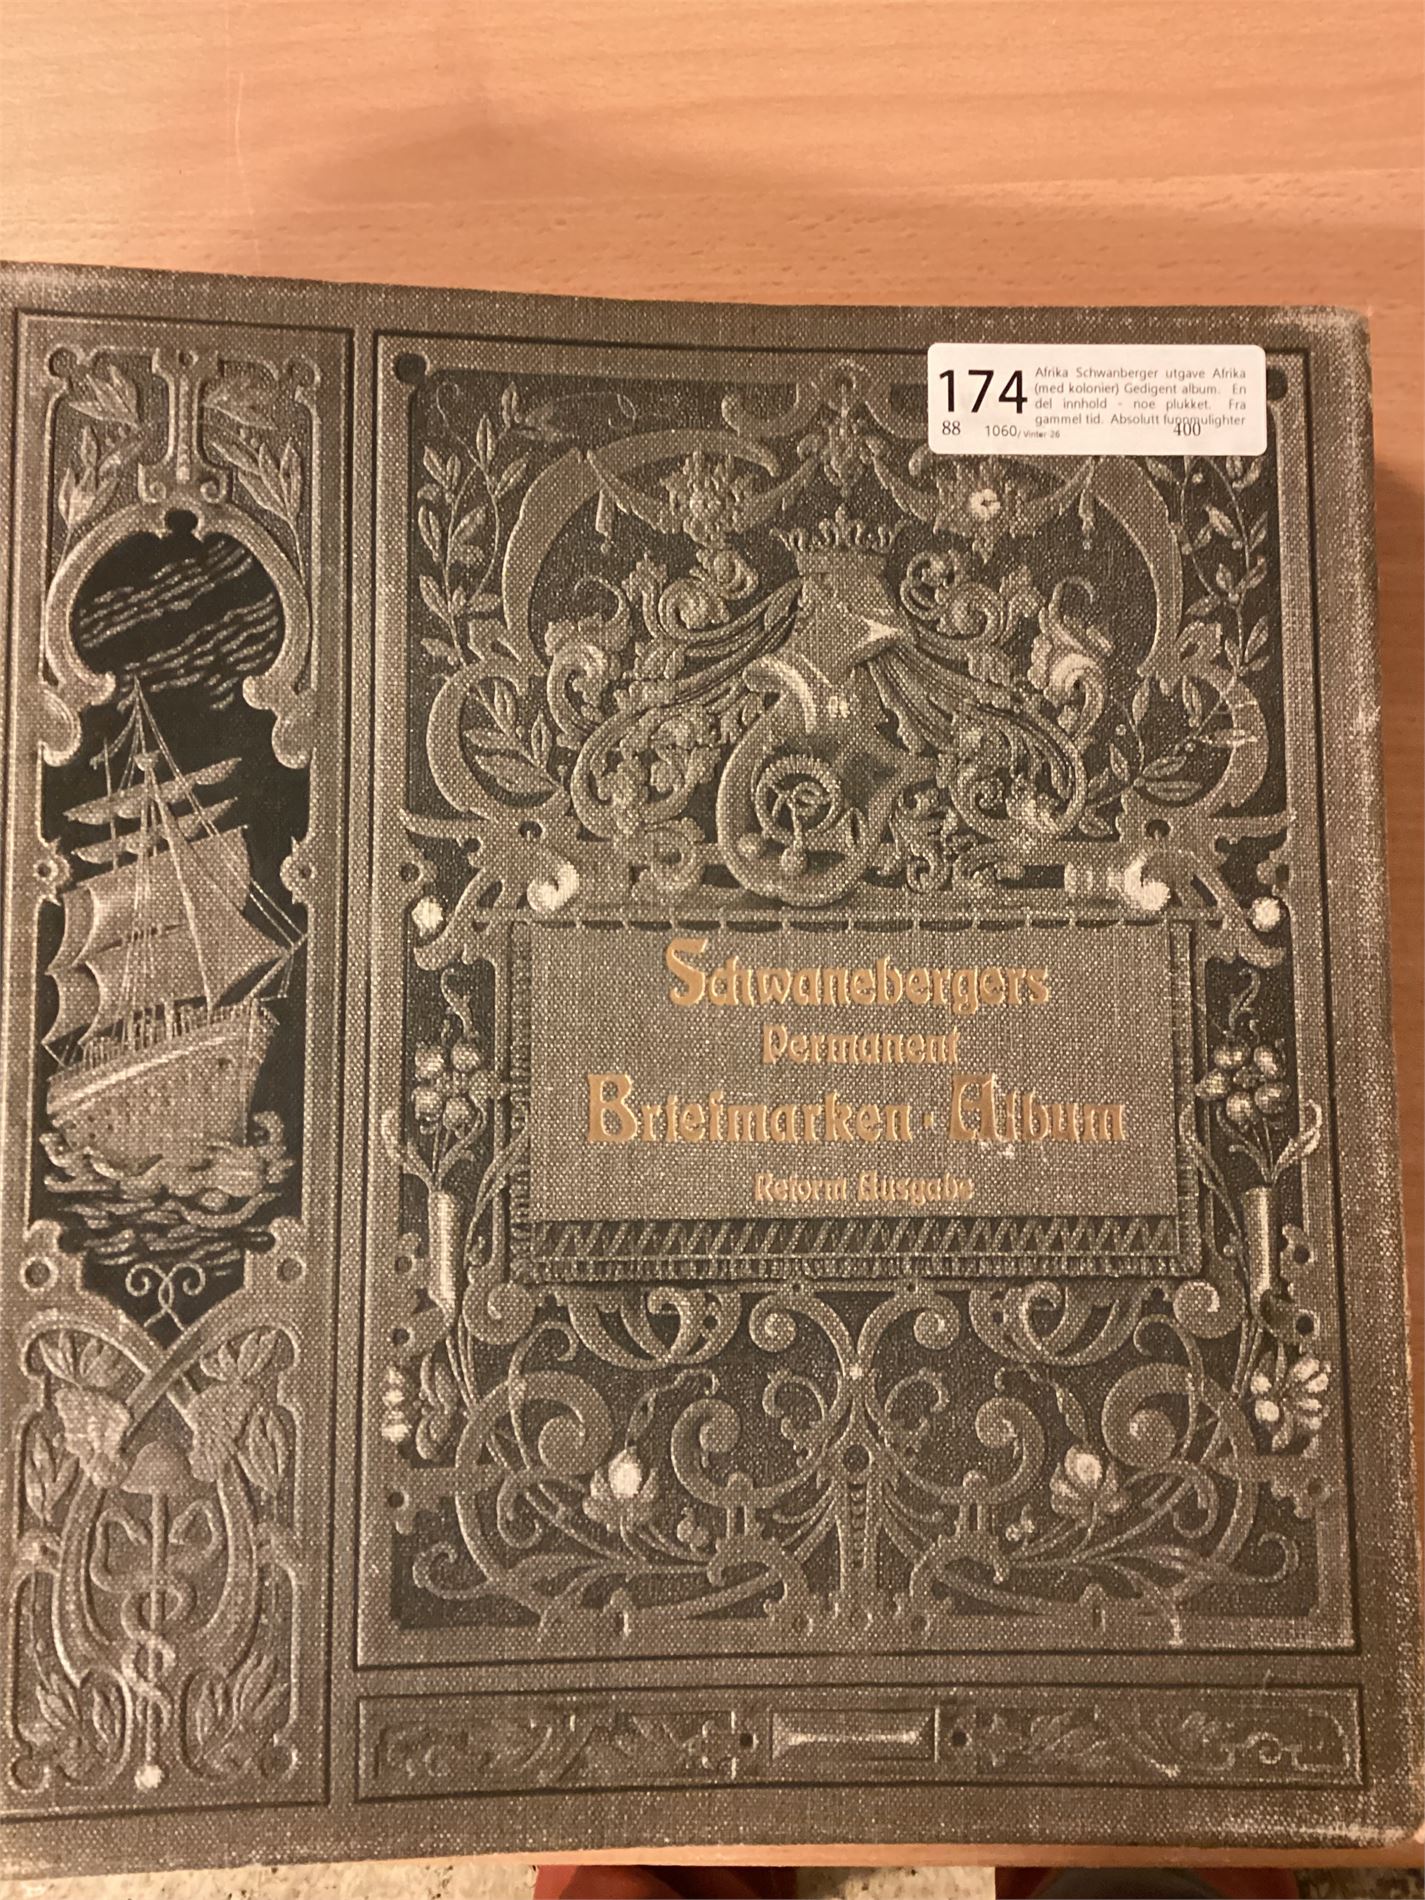 174
Afrika Schwanberger utgave Afrika
(med kolonier) Gedigent album. En
del innhold - noe plukket. Fra
gammel tid. Absolutt funnmulighter
88 1060/ Vinter 26 400
Schwanebergers
Permanent
Briefmarken · Album
Reform Ausgabe